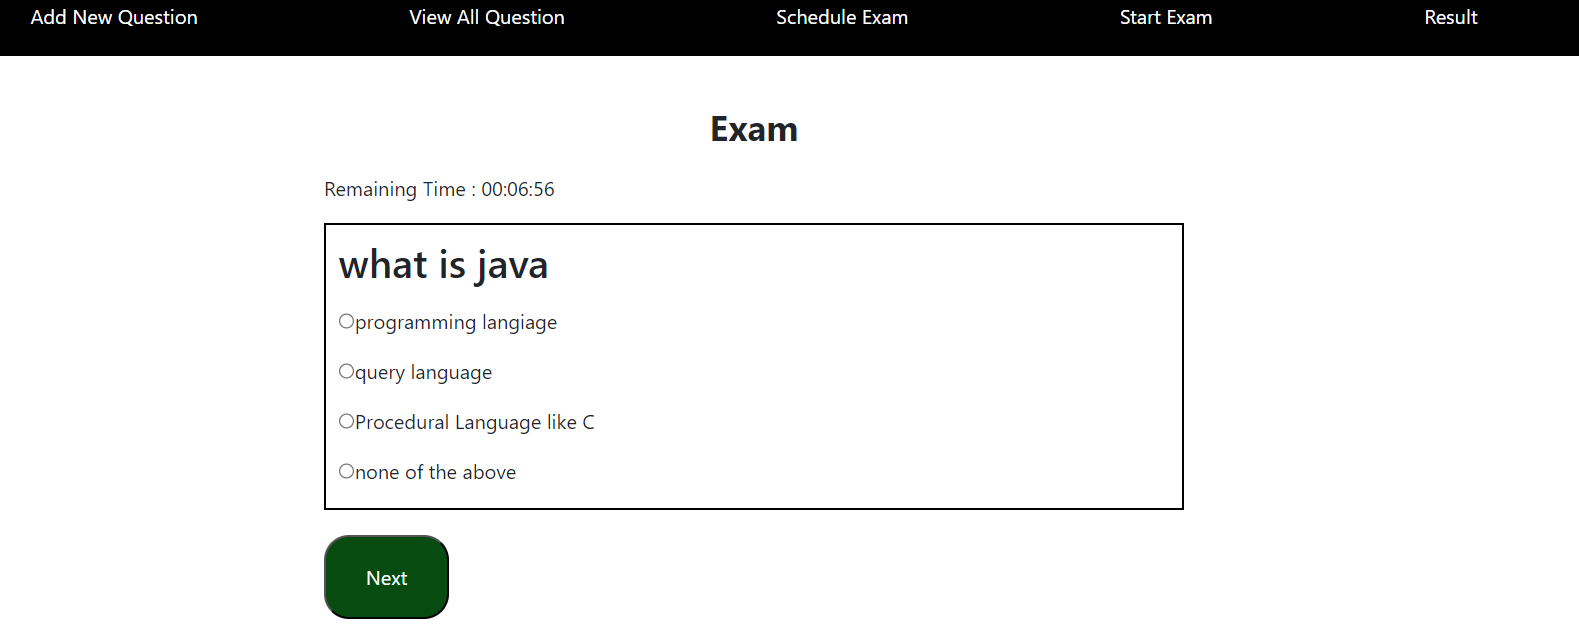 Add New Question View All Question Schedule Exam Start Exam Result
Exam
Remaining Time : 00:06:56
what is java
programming langiage
query language
Procedural Language like C
none of the above
Next